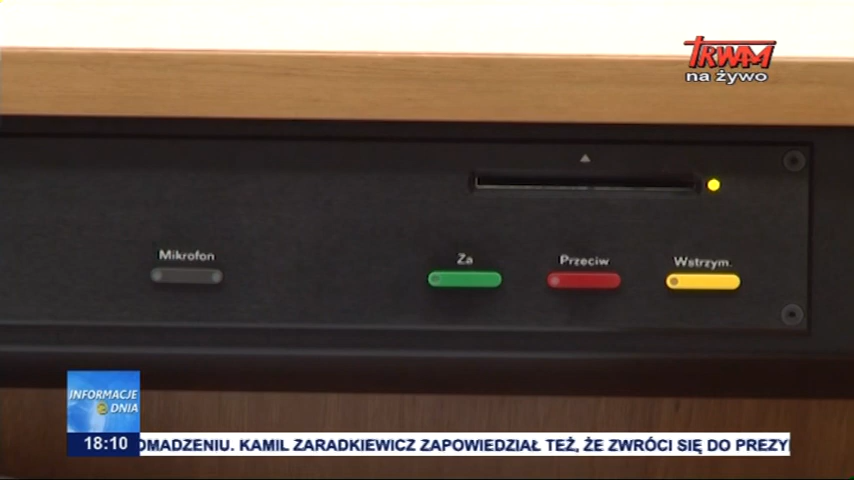 TRWAM
na żywo
Mikrofon
Za
Przeciw
Wstrzym.
INFORMACJE
DNIA
18:10
OMADZENIU. KAMIL ZARADKIEWICZ ZAPOWIEDZIAŁ TEŻ, ŻE ZWRÓCI SIĘ DO PREZY